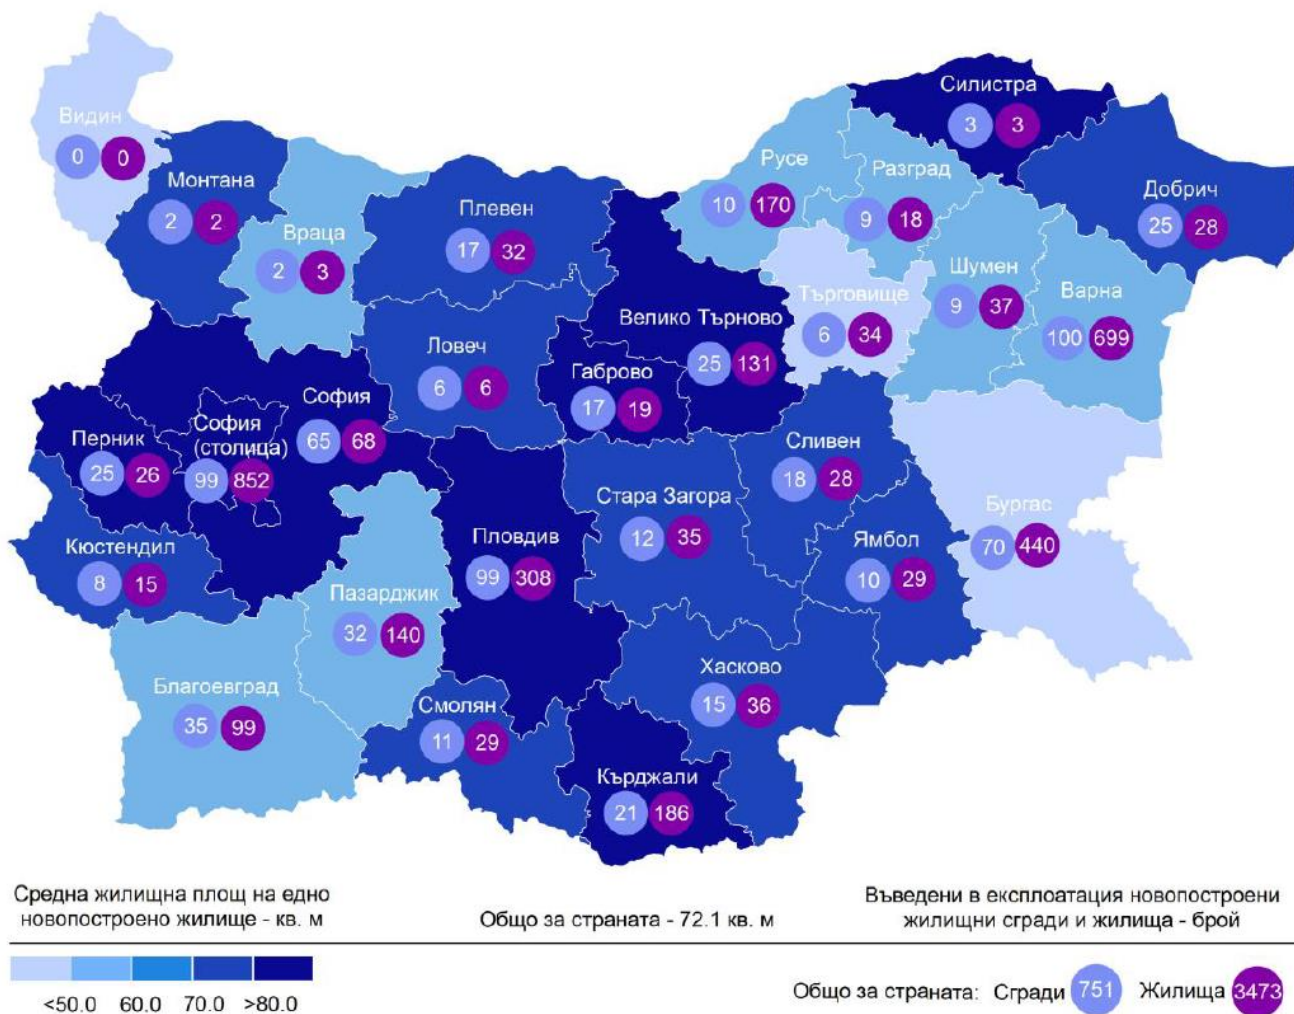 Силистра
3 3
Видин
0 0
Русе
10 170
Разград
9 18
Добрич
25 28
Монтана
2 2
Плевен
17 32
Враца
2 3
Шумен
9 37
Варна
100 699
Търговище
6 34
Велико Търново
25 131
Ловеч
6 6
Габрово
17 19
София
65 68
София
(столица)
99 852
Перник
25 26
Сливен
18 28
Стара Загора
12 35
Бургас
70 440
Пловдив
99 308
Ямбол
10 29
Кюстендил
8 15
Пазарджик
32 140
Хасково
15 36
Благоевград
35 99
Смолян
11 29
Кърджали
21 186
Средна жилищна площ на едно
новопостроено жилище - кв. м
Общо за страната - 72.1 кв. м
Въведени в експлоатация новопостроени
жилищни сгради и жилища - брой
<50.0 60.0 70.0 >80.0
Общо за страната: Сгради 751 Жилища 3473